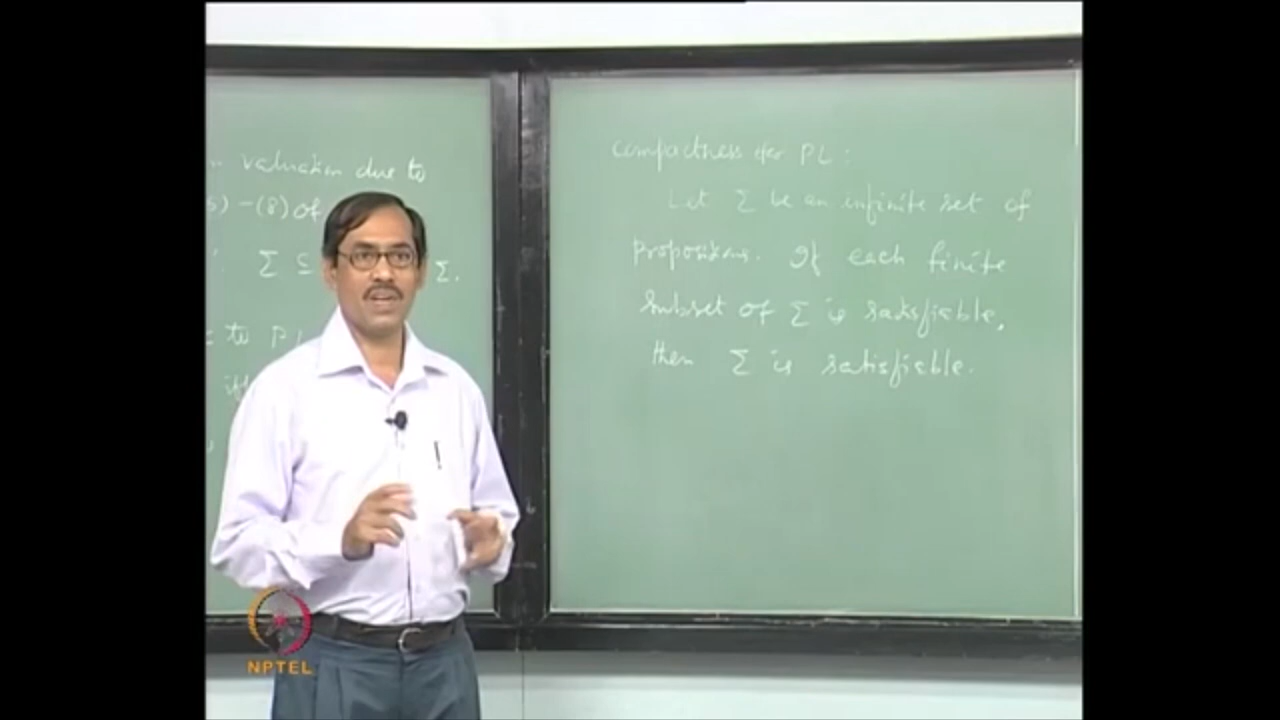 valuation due to
-(8) of
Σ ⊆
Σ.
to PL
iff
compactness for PL :
Let Σ be an infinite set of
propositions. If each finite
subset of Σ is satisfiable,
then Σ is satisfiable.
NPTEL